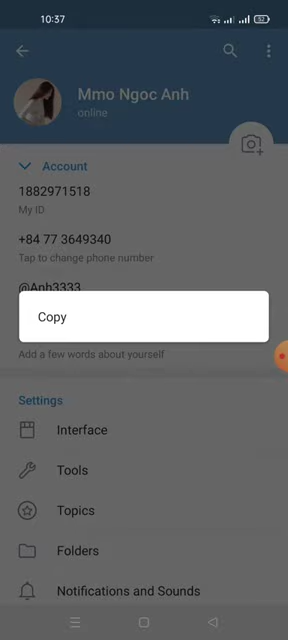 10:37
52
Mmo Ngoc Anh
online
Account
1882971518
My ID
+84 77 3649340
Tap to change phone number
@Anh3333
Copy
Add a few words about yourself
Settings
Interface
Tools
Topics
Folders
Notifications and Sounds